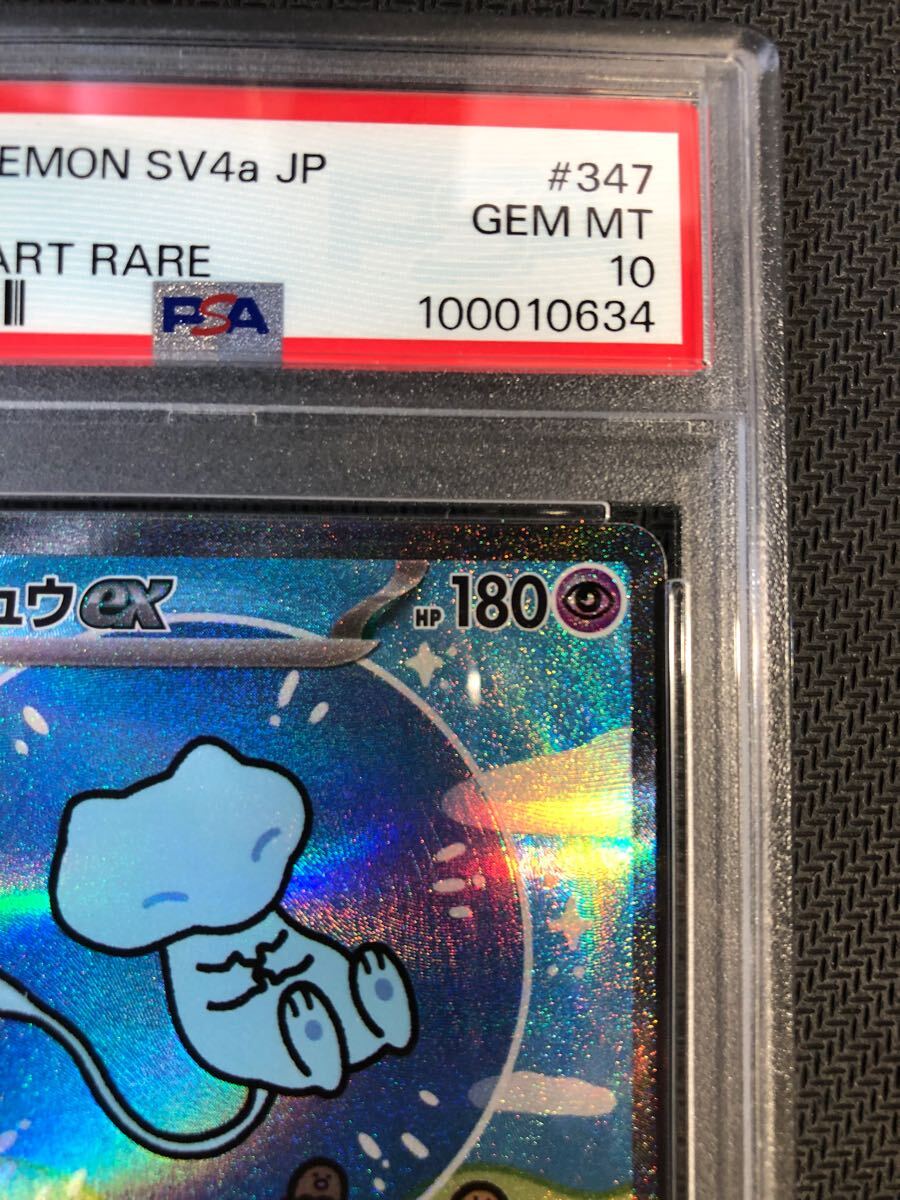 EMON SV4a JP
#347
GEM MT
ART RARE
10
PSA
100010634
ュウex
HP 180